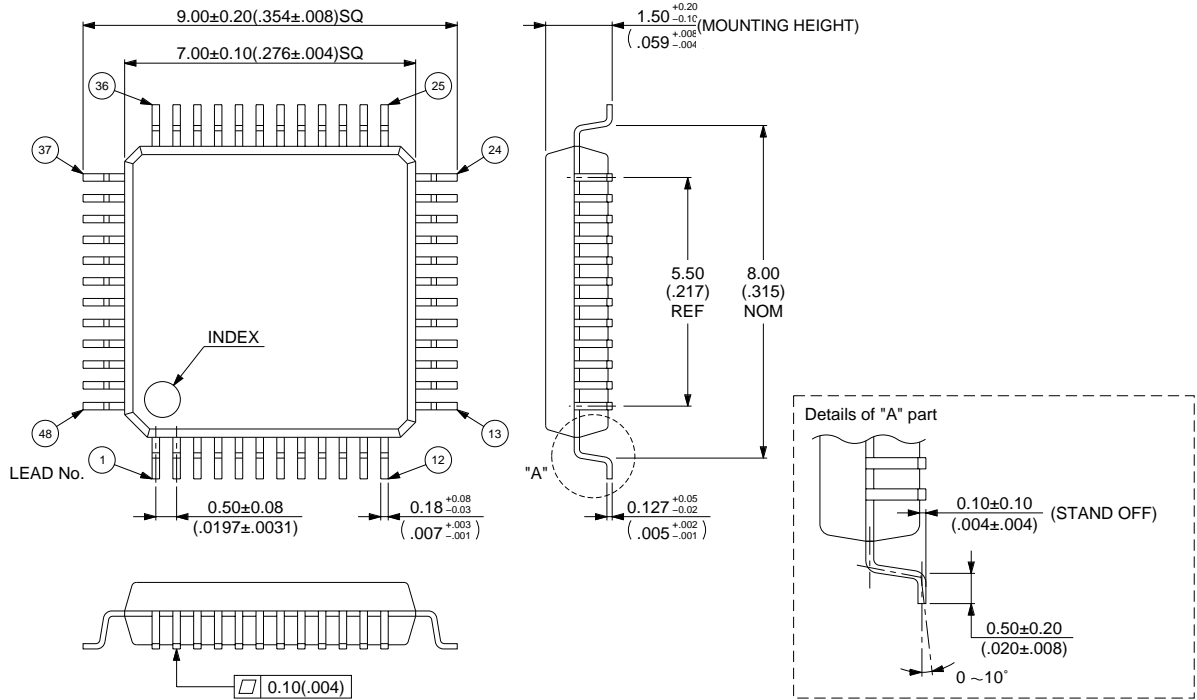 9.00±0.20(.354±.008)SQ
7.00±0.10(.276±.004)SQ
1.50 +0.20 -0.10 (MOUNTING HEIGHT)
(.059 +.008 -.004
36
25
37
24
5.50
(.217)
REF
8.00
(.315)
NOM
INDEX
48
13
LEAD No.
1
12
"A"
0.50±0.08
(.0197±.0031)
0.18 +0.08 -0.03
(.007 +.003 -.001)
0.127 +0.05 -0.02
(.005 +.002 -.001)
0.10(.004)
Details of "A" part
0.10±0.10
(.004±.004)
(STAND OFF)
0.50±0.20
(.020±.008)
0 ~10°